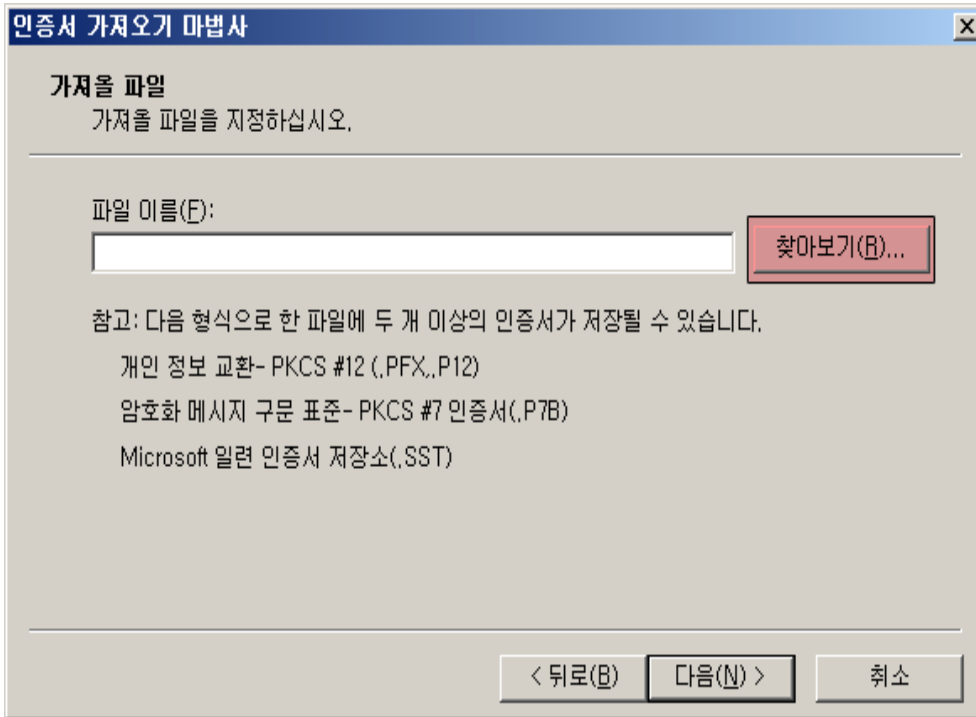 인증서 가져오기 마법사
가져올 파일
가져올 파일을 지정하십시오.
파일 이름(F):
찾아보기(R)...
참고: 다음 형식으로 한 파일에 두 개 이상의 인증서가 저장될 수 있습니다.
개인 정보 교환- PKCS #12 (.PFX,.P12)
암호화 메시지 구문 표준- PKCS #7 인증서(.P7B)
Microsoft 일련 인증서 저장소(.SST)
< 뒤로(B) 다음(N) > 취소